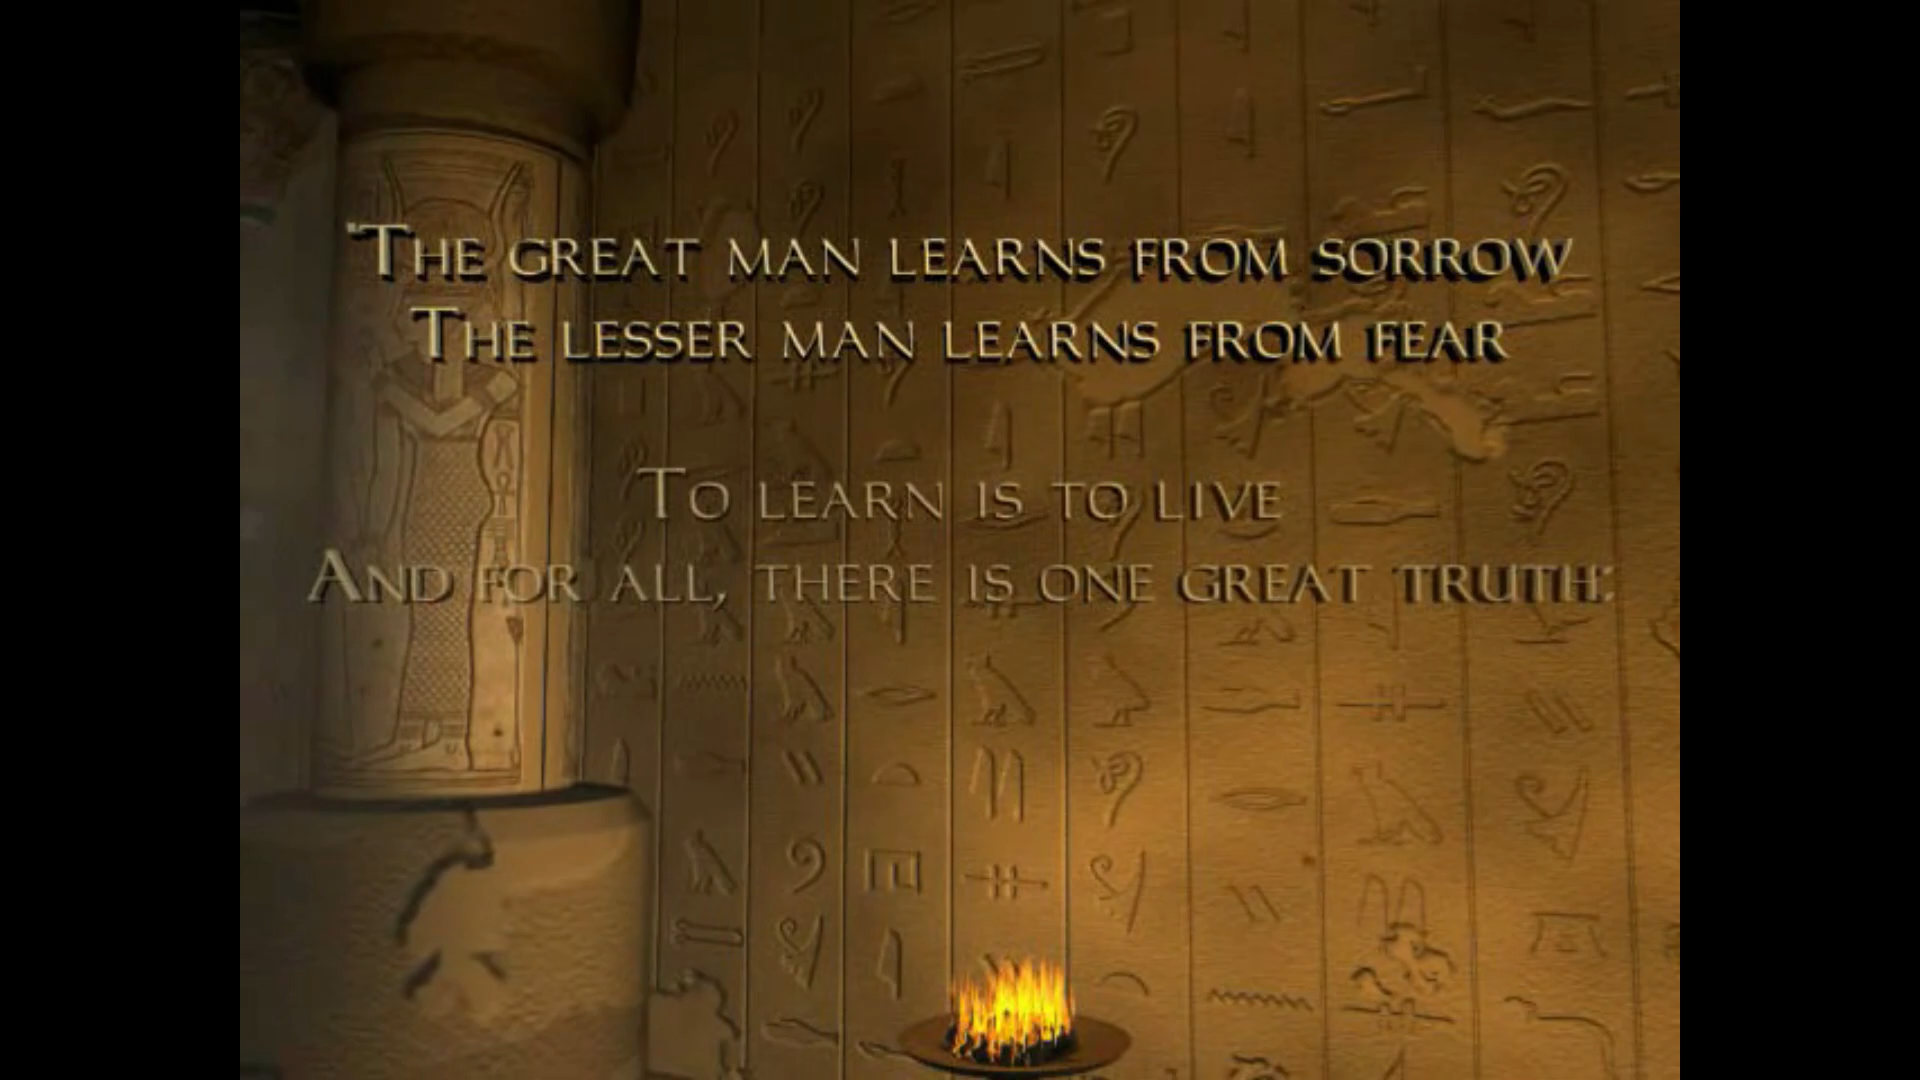 "The great man learns from sorrow
The lesser man learns from fear
To learn is to live
And for all, there is one great truth: